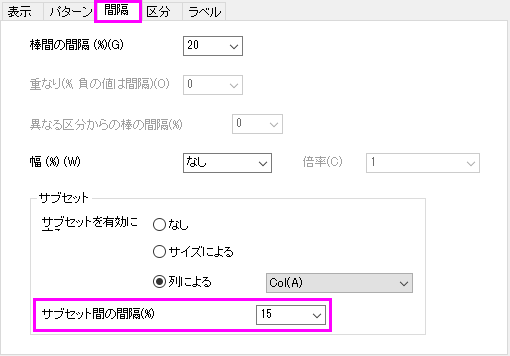 表示 パターン 間隔 区分 ラベル
棒間の間隔 (%)(G) 20
重なり(%, 負の値は間隔)(O) 0
異なる区分からの棒の間隔(%) 0
幅 (%) (W) なし 倍率(C) 1
サブセット
サブセットを有効に
なし
サイズによる
列による Col(A)
サブセット間の間隔(%) 15